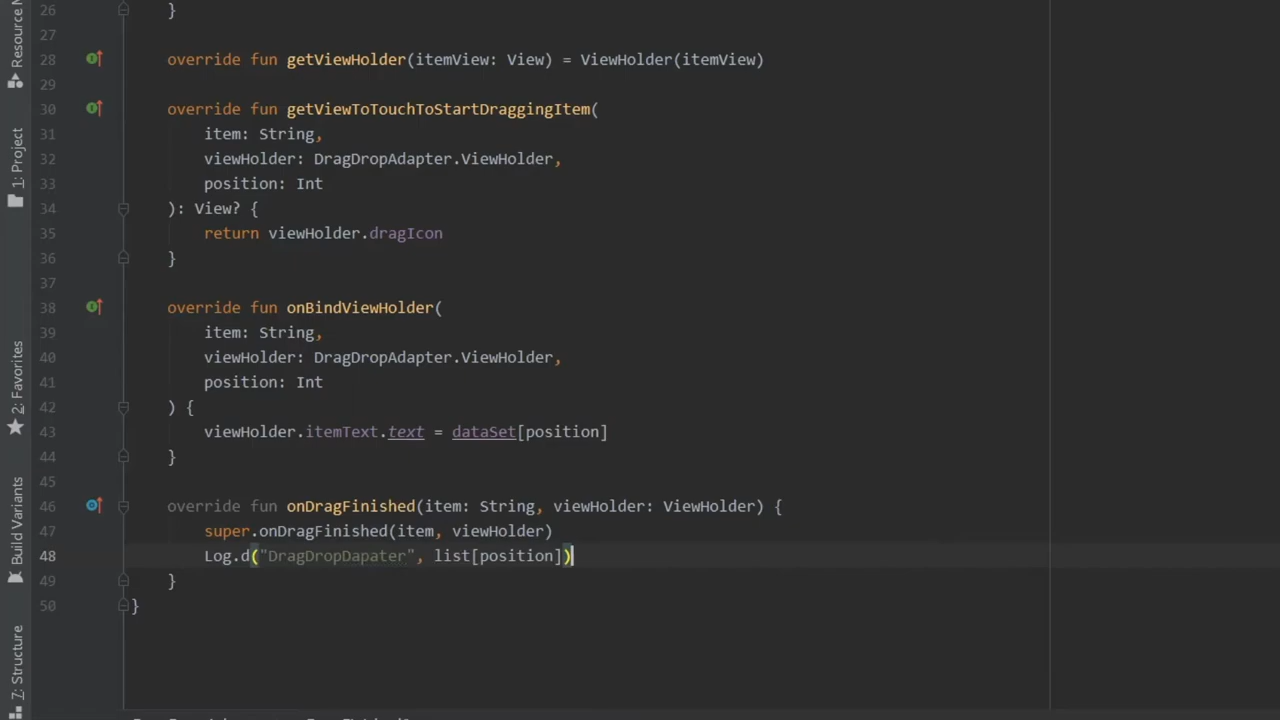 26 }
27
28 override fun getViewHolder(itemView: View) = ViewHolder(itemView)
29
30 override fun getViewToTouchToStartDraggingItem(
31 item: String,
32 viewHolder: DragDropAdapter.ViewHolder,
33 position: Int
34 ): View? {
35 return viewHolder.dragIcon
36 }
37
38 override fun onBindViewHolder(
39 item: String,
40 viewHolder: DragDropAdapter.ViewHolder,
41 position: Int
42 ) {
43 viewHolder.itemText.text = dataSet[position]
44 }
45
46 override fun onDragFinished(item: String, viewHolder: ViewHolder) {
47 super.onDragFinished(item, viewHolder)
48 Log.d("DragDropDapater", list[position])
49 }
50 }
Resource
1: Project
2: Favorites
Build Variants
7: Structure